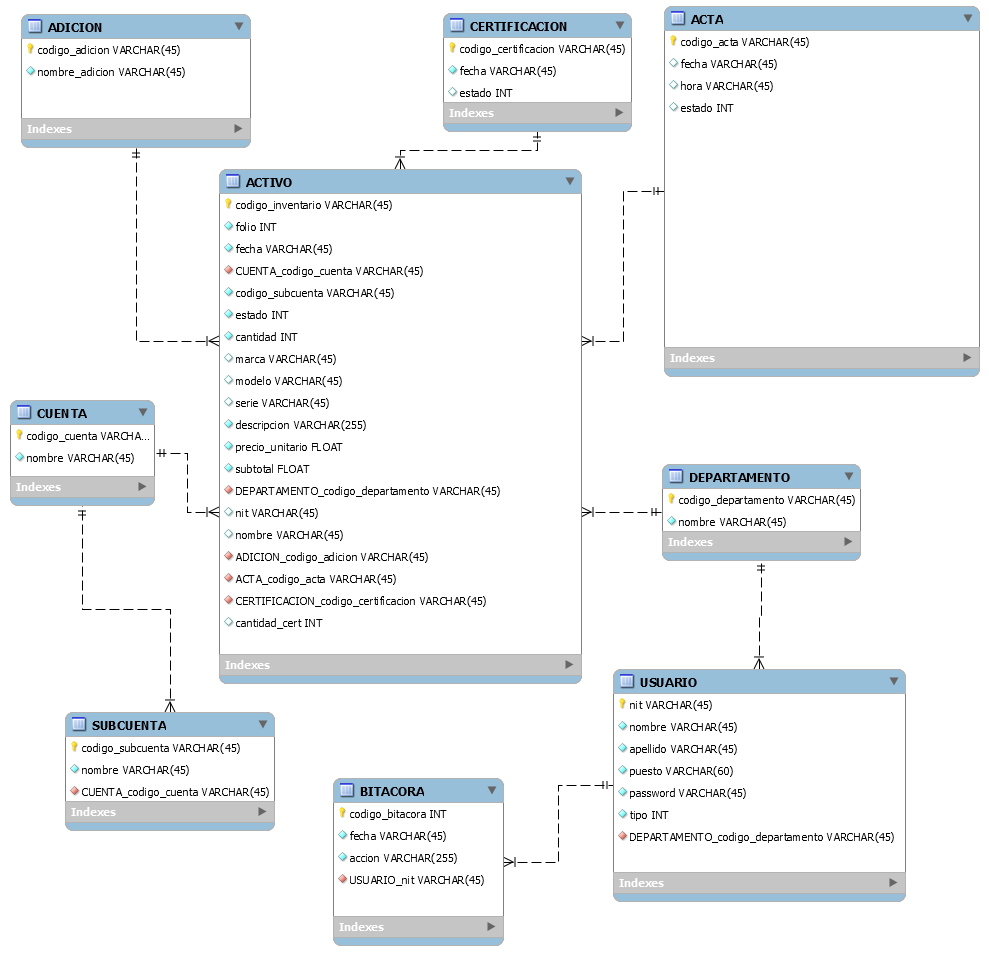 ADICION
codigo_adicion VARCHAR(45)
nombre_adicion VARCHAR(45)
Indexes
CERTIFICACION
codigo_certificacion VARCHAR(45)
fecha VARCHAR(45)
estado INT
Indexes
ACTA
codigo_acta VARCHAR(45)
fecha VARCHAR(45)
hora VARCHAR(45)
estado INT
Indexes
ACTIVO
codigo_inventario VARCHAR(45)
folio INT
fecha VARCHAR(45)
CUENTA_codigo_cuenta VARCHAR(45)
codigo_subcuenta VARCHAR(45)
estado INT
cantidad INT
marca VARCHAR(45)
modelo VARCHAR(45)
serie VARCHAR(45)
descripcion VARCHAR(255)
precio_unitario FLOAT
subtotal FLOAT
DEPARTAMENTO_codigo_departamento VARCHAR(45)
nit VARCHAR(45)
nombre VARCHAR(45)
ADICION_codigo_adicion VARCHAR(45)
ACTA_codigo_acta VARCHAR(45)
CERTIFICACION_codigo_certificacion VARCHAR(45)
cantidad_cert INT
Indexes
CUENTA
codigo_cuenta VARCHA...
nombre VARCHAR(45)
Indexes
DEPARTAMENTO
codigo_departamento VARCHAR(45)
nombre VARCHAR(45)
Indexes
SUBCUENTA
codigo_subcuenta VARCHAR(45)
nombre VARCHAR(45)
CUENTA_codigo_cuenta VARCHAR(45)
Indexes
BITACORA
codigo_bitacora INT
fecha VARCHAR(45)
accion VARCHAR(255)
USUARIO_nit VARCHAR(45)
Indexes
USUARIO
nit VARCHAR(45)
nombre VARCHAR(45)
apellido VARCHAR(45)
puesto VARCHAR(60)
password VARCHAR(45)
tipo INT
DEPARTAMENTO_codigo_departamento VARCHAR(45)
Indexes